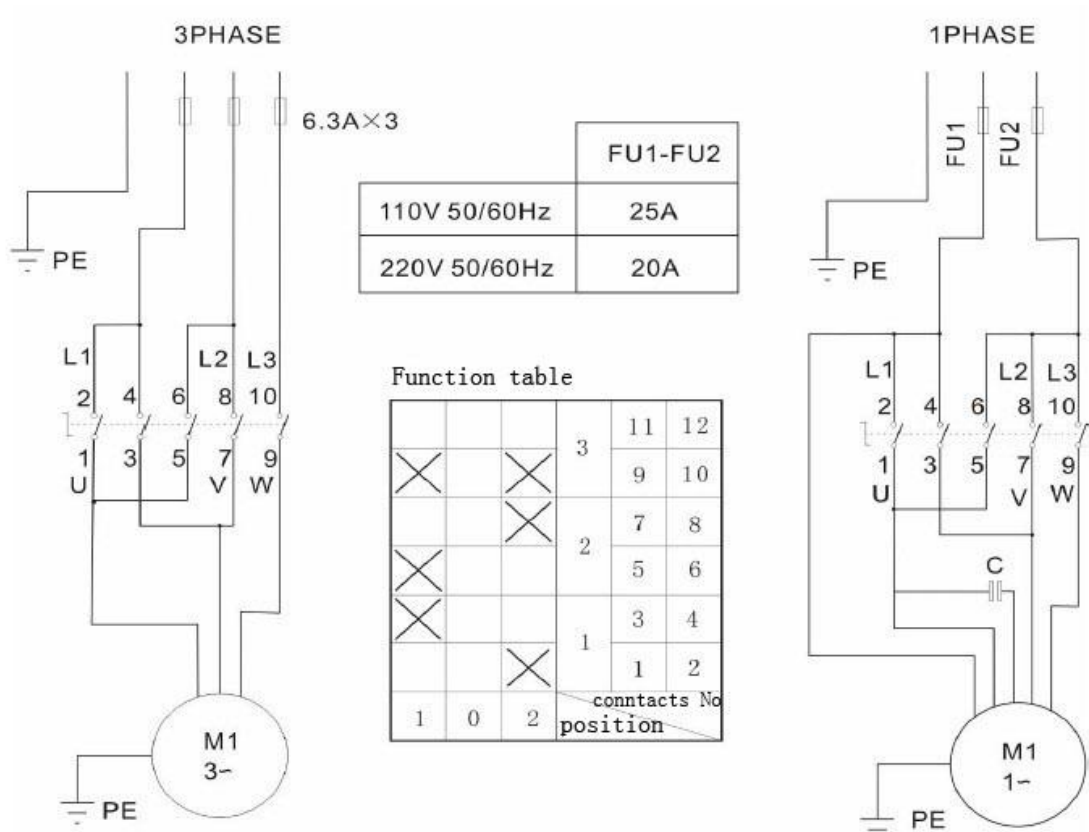 3PHASE
6.3A×3
PE
L1
L2
L3
2
4
6
8
10
1
3
5
7
9
U
V
W
M1
3~
PE
FU1-FU2
110V 50/60Hz
25A
220V 50/60Hz
20A
Function table
3
11
12
9
10
2
7
8
5
6
1
3
4
1
2
conntacts No
position
1
0
2
1PHASE
FU1
FU2
PE
L1
L2
L3
2
4
6
8
10
1
3
5
7
9
U
V
W
C
M1
1~
PE